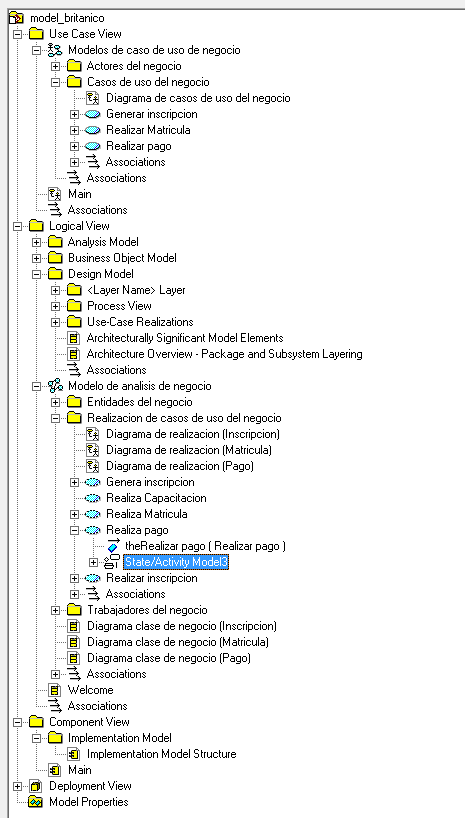 model_britanico
Use Case View
Modelos de caso de uso de negocio
Actores del negocio
Casos de uso del negocio
Diagrama de casos de uso del negocio
Generar inscripcion
Realizar Matricula
Realizar pago
Associations
Associations
Main
Associations
Logical View
Analysis Model
Business Object Model
Design Model
<Layer Name> Layer
Process View
Use-Case Realizations
Architecturally Significant Model Elements
Architecture Overview - Package and Subsystem Layering
Associations
Modelo de analisis de negocio
Entidades del negocio
Realizacion de casos de uso del negocio
Diagrama de realizacion (Inscripcion)
Diagrama de realizacion (Matricula)
Diagrama de realizacion (Pago)
Genera inscripcion
Realiza Capacitacion
Realiza Matricula
Realiza pago
theRealizar pago ( Realizar pago )
State/Activity Model3
Realizar inscripcion
Associations
Trabajadores del negocio
Diagrama clase de negocio (Inscripcion)
Diagrama clase de negocio (Matricula)
Diagrama clase de negocio (Pago)
Associations
Welcome
Associations
Component View
Implementation Model
Implementation Model Structure
Main
Deployment View
Model Properties